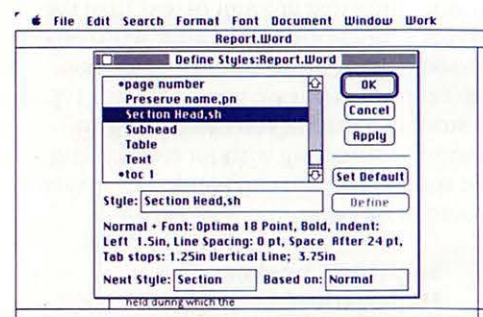 File Edit Search Format Font Document Window Work
Report.Word
Define Styles:Report.Word
•page number
Preserve name,pn
Section Head,sh
Subhead
Table
Text
•toc 1
OK
Cancel
Apply
Set Default
Define
Style: Section Head,sh
Normal + Font: Optima 18 Point, Bold, Indent:
Left 1.5in, Line Spacing: 0 pt, Space After 24 pt,
Tab stops: 1.25in Vertical Line; 3.75in
Next Style: Section Based on: Normal
held during which the